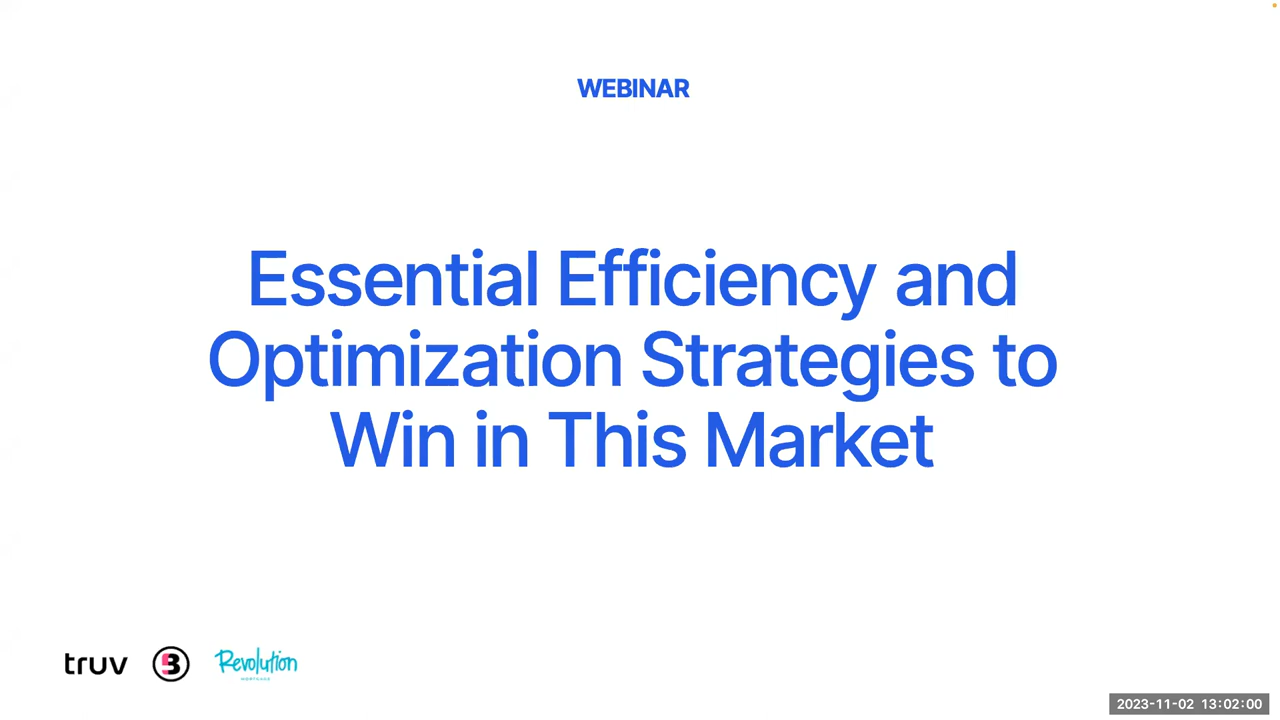 WEBINAR
Essential Efficiency and
Optimization Strategies to
Win in This Market
truv
B
Revolution
MORTGAGE
2023-11-02 13:02:00